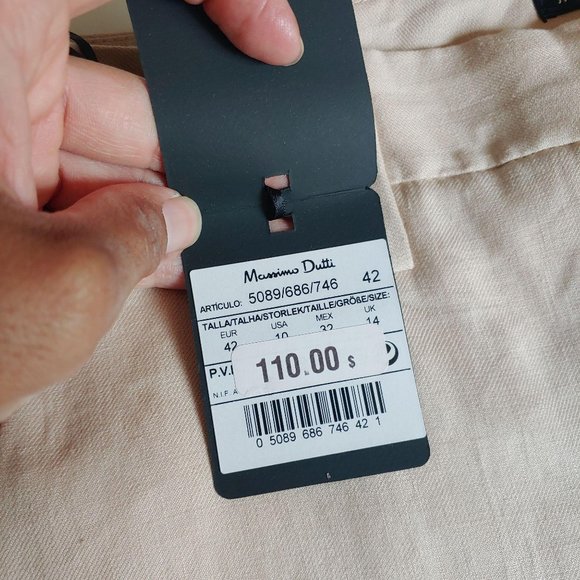 Massimo Dutti
ARTÍCULO: 5089/686/746 42
TALLA/TALHA/STORLEK/TAILLE/GRÖßE/SIZE:
EUR USA MEX UK
42 10 32 14
P.V.
110.00 $
N.I.F. A
0 5089 686 746 42 1